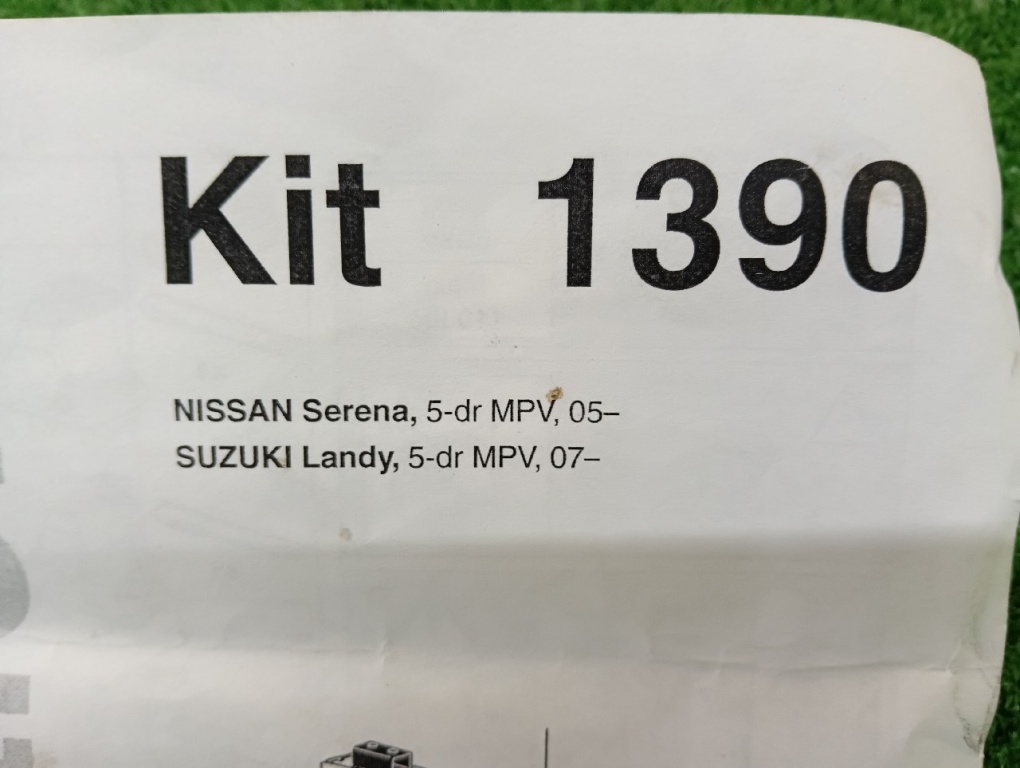 Kit 1390
NISSAN Serena, 5-dr MPV, 05–
SUZUKI Landy, 5-dr MPV, 07–